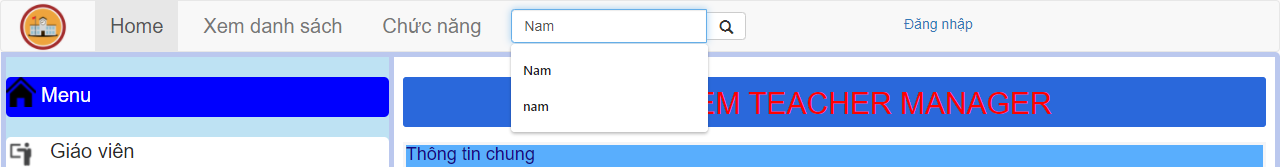 Home Xem danh sách Chức năng Nam Đăng nhập
Nam
nam
Menu
TEACHER MANAGER
Giáo viên
Thông tin chung